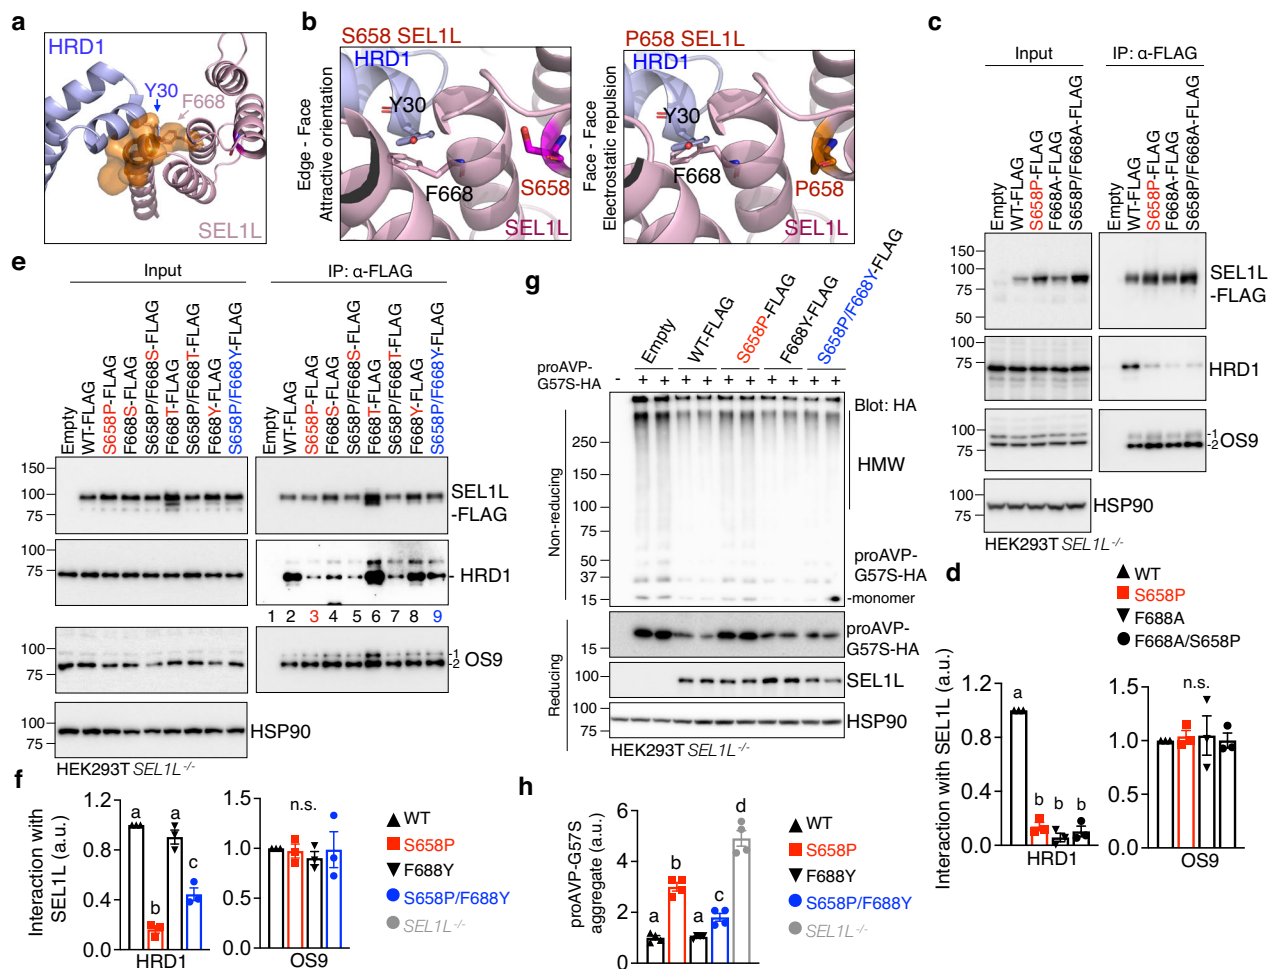 a
HRD1
Y30
F668
SEL1L
b
S658 SEL1L
HRD1
Y30
F668
S658
SEL1L
Edge - Face
Attractive orientation
P658 SEL1L
HRD1
Y30
F668
P658
SEL1L
Face - Face
Electrostatic repulsion
c
Input
IP: α-FLAG
Empty
WT-FLAG
S658P-FLAG
F668A-FLAG
S658P/F668A-FLAG
Empty
WT-FLAG
S658P-FLAG
F668A-FLAG
S658P/F668A-FLAG
150
100
75
50
SEL1L
-FLAG
100
75
HRD1
100
75
-1
-2
OS9
100
75
HSP90
HEK293T SEL1L-/-
d
WT
S658P
F688A
F668A/S658P
Interaction with SEL1L (a.u.)
1.2
0.8
0.4
0.0
a
b
b
b
HRD1
1.5
1.0
0.5
0.0
n.s.
OS9
e
Input
IP: α-FLAG
Empty
WT-FLAG
S658P-FLAG
F668S-FLAG
S658P/F668S-FLAG
F668T-FLAG
S658P/F668T-FLAG
F668Y-FLAG
S658P/F668Y-FLAG
Empty
WT-FLAG
S658P-FLAG
F668S-FLAG
S658P/F668S-FLAG
F668T-FLAG
S658P/F668T-FLAG
F668Y-FLAG
S658P/F668Y-FLAG
150
100
75
SEL1L
-FLAG
100
75
- HRD1
1 2 3 4 5 6 7 8 9
100
75
-1
-2
OS9
100
75
HSP90
HEK293T SEL1L-/-
f
Interaction with
SEL1L (a.u.)
1.2
0.8
0.4
0.0
a
b
a
c
HRD1
1.5
1.0
0.5
0.0
n.s.
OS9
WT
S658P
F688Y
S658P/F688Y
SEL1L-/-
g
Empty
WT-FLAG
S658P-FLAG
F668Y-FLAG
S658P/F668Y-FLAG
proAVP-
G57S-HA
- + + + + + + + + + +
Blot: HA
HMW
Non-reducing
250
150
100
75
50
37
15
proAVP-
G57S-HA
-monomer
Reducing
15
proAVP-
G57S-HA
100
SEL1L
100
HSP90
HEK293T SEL1L-/-
h
proAVP-G57S
aggregate (a.u.)
6
4
2
0
a
b
a
c
d
WT
S658P
F688Y
S658P/F688Y
SEL1L-/-